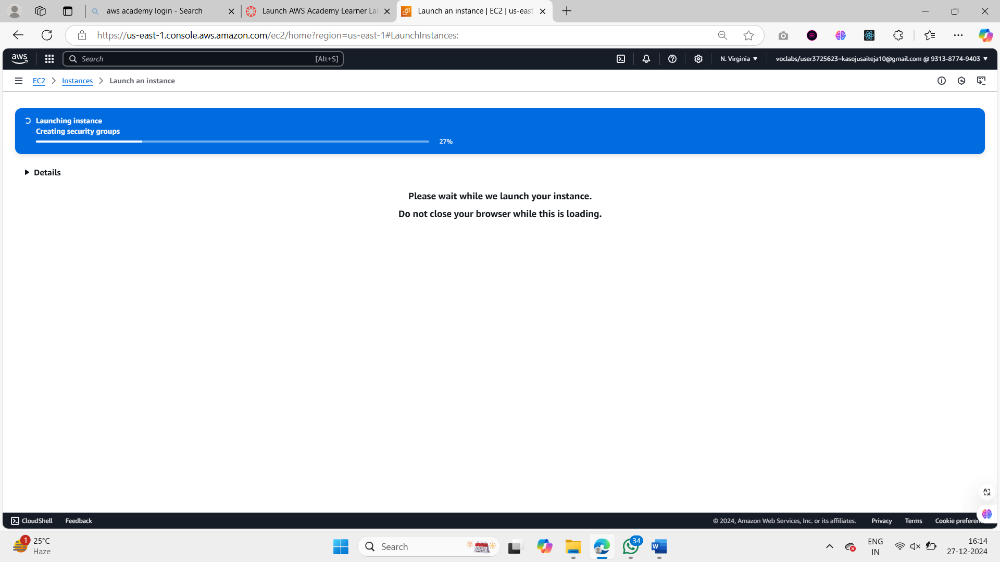 aws academy login - Search
Launch AWS Academy Learner La
Launch an instance | EC2 | us-east
https://us-east-1.console.aws.amazon.com/ec2/home?region=us-east-1#LaunchInstances:
aws
Search
[Alt+S]
N. Virginia
voclabs/user3725623=kasojusaiteja10@gmail.com @ 9313-8774-9403
EC2
Instances
Launch an instance
Launching instance
Creating security groups
27%
Details
Please wait while we launch your instance.
Do not close your browser while this is loading.
CloudShell
Feedback
© 2024, Amazon Web Services, Inc. or its affiliates.
Privacy
Terms
Cookie preferen
1
25°C
Haze
Search
34
W
ENG
IN
16:14
27-12-2024